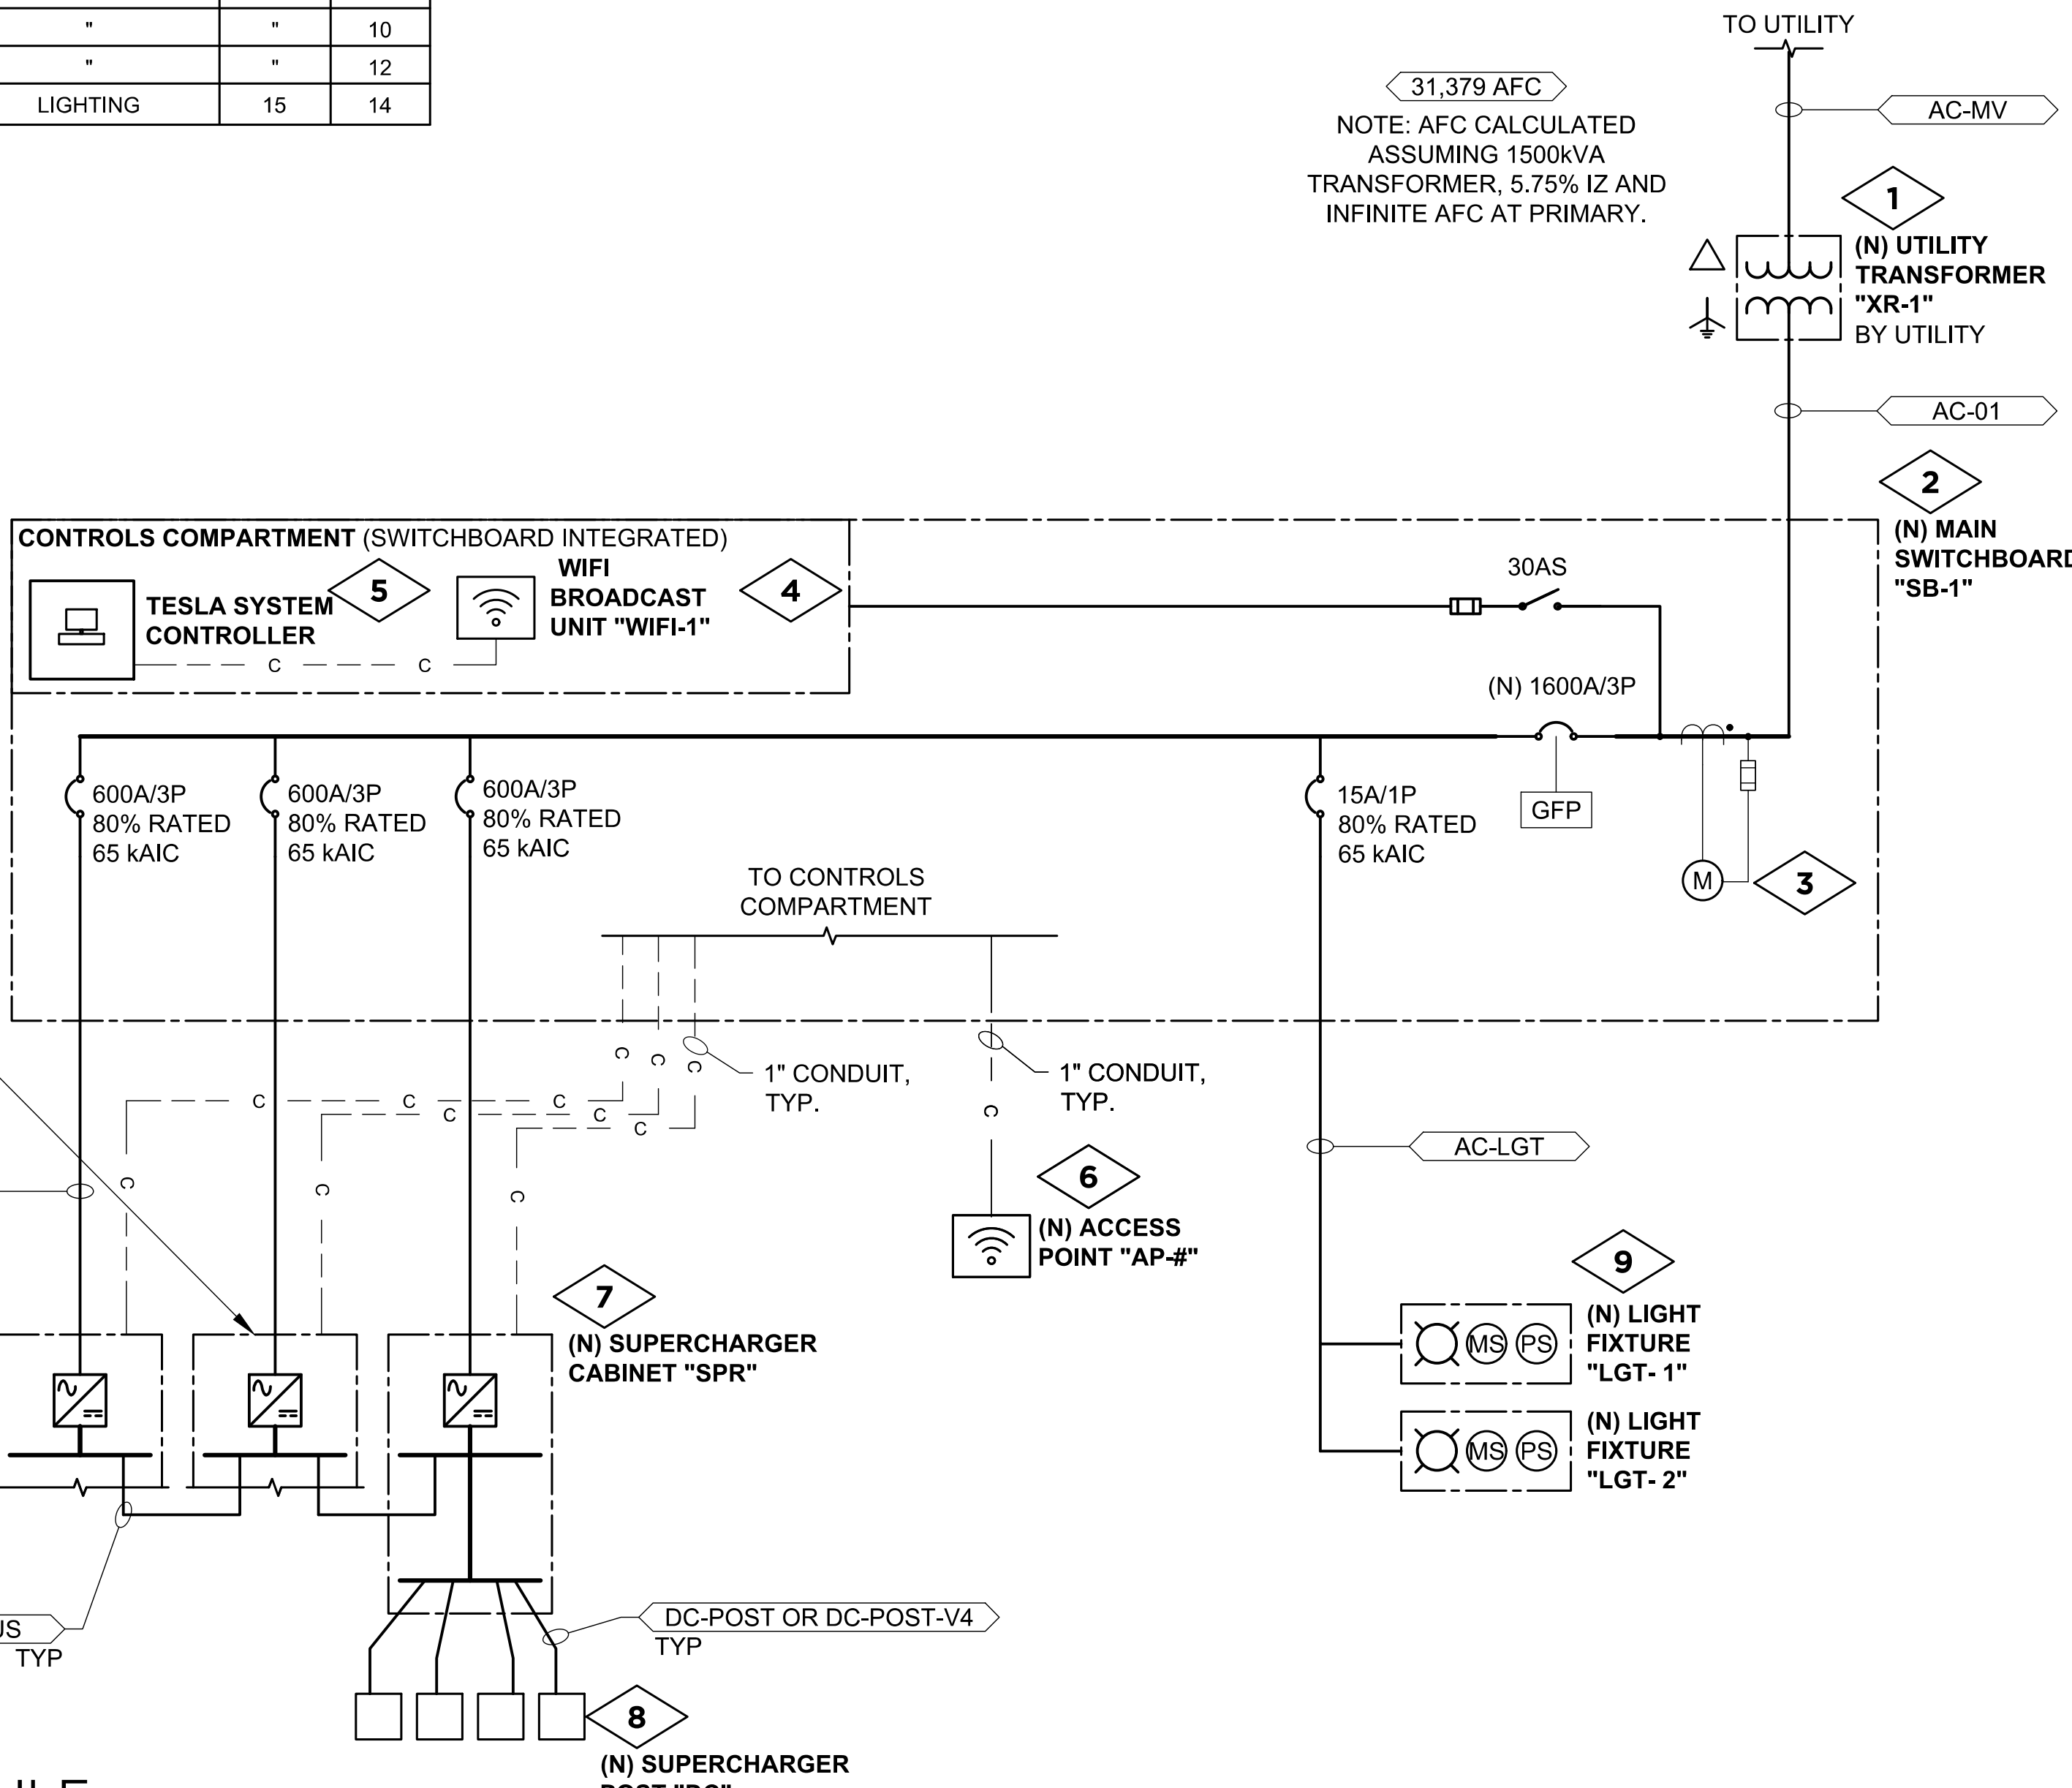 " " 10
" " 12
LIGHTING 15 14
TO UTILITY
31,379 AFC
NOTE: AFC CALCULATED
ASSUMING 1500kVA
TRANSFORMER, 5.75% IZ AND
INFINITE AFC AT PRIMARY.
AC-MV
1
(N) UTILITY
TRANSFORMER
"XR-1"
BY UTILITY
AC-01
2
(N) MAIN
SWITCHBOARD
"SB-1"
CONTROLS COMPARTMENT (SWITCHBOARD INTEGRATED)
TESLA SYSTEM
CONTROLLER
5
WIFI
BROADCAST
UNIT "WIFI-1"
4
C C
30AS
(N) 1600A/3P
600A/3P
80% RATED
65 kAIC
600A/3P
80% RATED
65 kAIC
600A/3P
80% RATED
65 kAIC
15A/1P
80% RATED
65 kAIC
GFP
M
3
TO CONTROLS
COMPARTMENT
C C C
1" CONDUIT,
TYP.
1" CONDUIT,
TYP.
C C C
C C
C
C
C C C
AC-LGT
6
(N) ACCESS
POINT "AP-#"
7
(N) SUPERCHARGER
CABINET "SPR"
9
MS PS
(N) LIGHT
FIXTURE
"LGT- 1"
MS PS
(N) LIGHT
FIXTURE
"LGT- 2"
US
TYP
DC-POST OR DC-POST-V4
TYP
8
(N) SUPERCHARGER